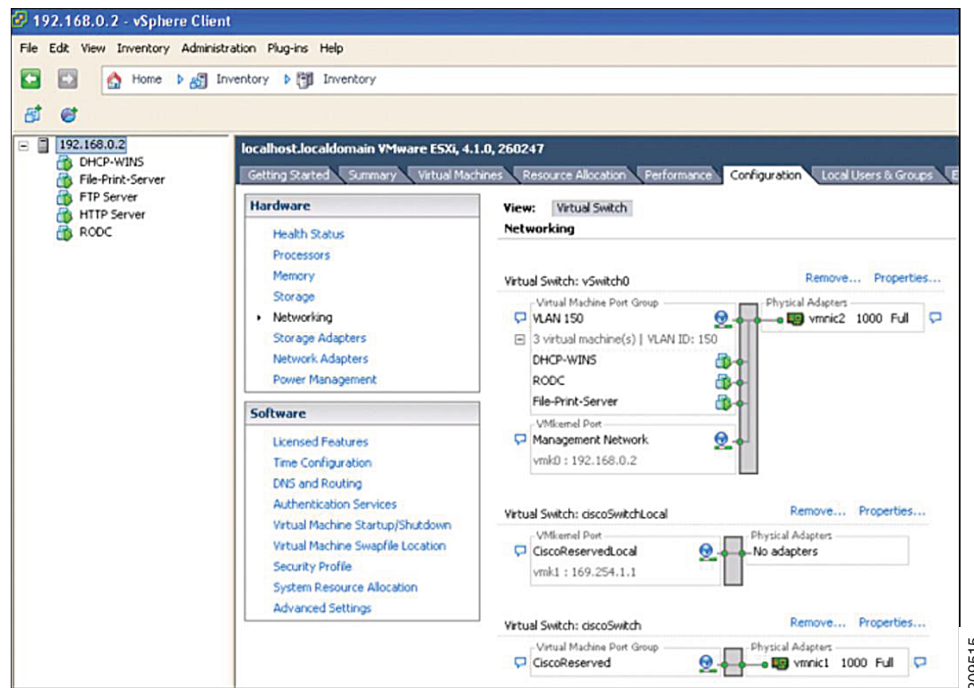 192.168.0.2 - vSphere Client
File Edit View Inventory Administration Plug-ins Help
Home Inventory Inventory
192.168.0.2
DHCP-WINS
File-Print-Server
FTP Server
HTTP Server
RODC
localhost.localdomain VMware ESXi, 4.1.0, 260247
Getting Started Summary Virtual Machines Resource Allocation Performance Configuration Local Users & Groups E
Hardware
Health Status
Processors
Memory
Storage
Networking
Storage Adapters
Network Adapters
Power Management
Software
Licensed Features
Time Configuration
DNS and Routing
Authentication Services
Virtual Machine Startup/Shutdown
Virtual Machine Swapfile Location
Security Profile
System Resource Allocation
Advanced Settings
View: Virtual Switch
Networking
Virtual Switch: vSwitch0 Remove... Properties...
Virtual Machine Port Group Physical Adapters
VLAN 150 vmnic2 1000 Full
3 virtual machine(s) | VLAN ID: 150
DHCP-WINS
RODC
File-Print-Server
VMkernel Port
Management Network
vmk0 : 192.168.0.2
Virtual Switch: ciscoSwitchLocal Remove... Properties...
VMkernel Port Physical Adapters
CiscoReservedLocal No adapters
vmk1 : 169.254.1.1
Virtual Switch: ciscoSwitch Remove... Properties...
Virtual Machine Port Group Physical Adapters
CiscoReserved vmnic1 1000 Full